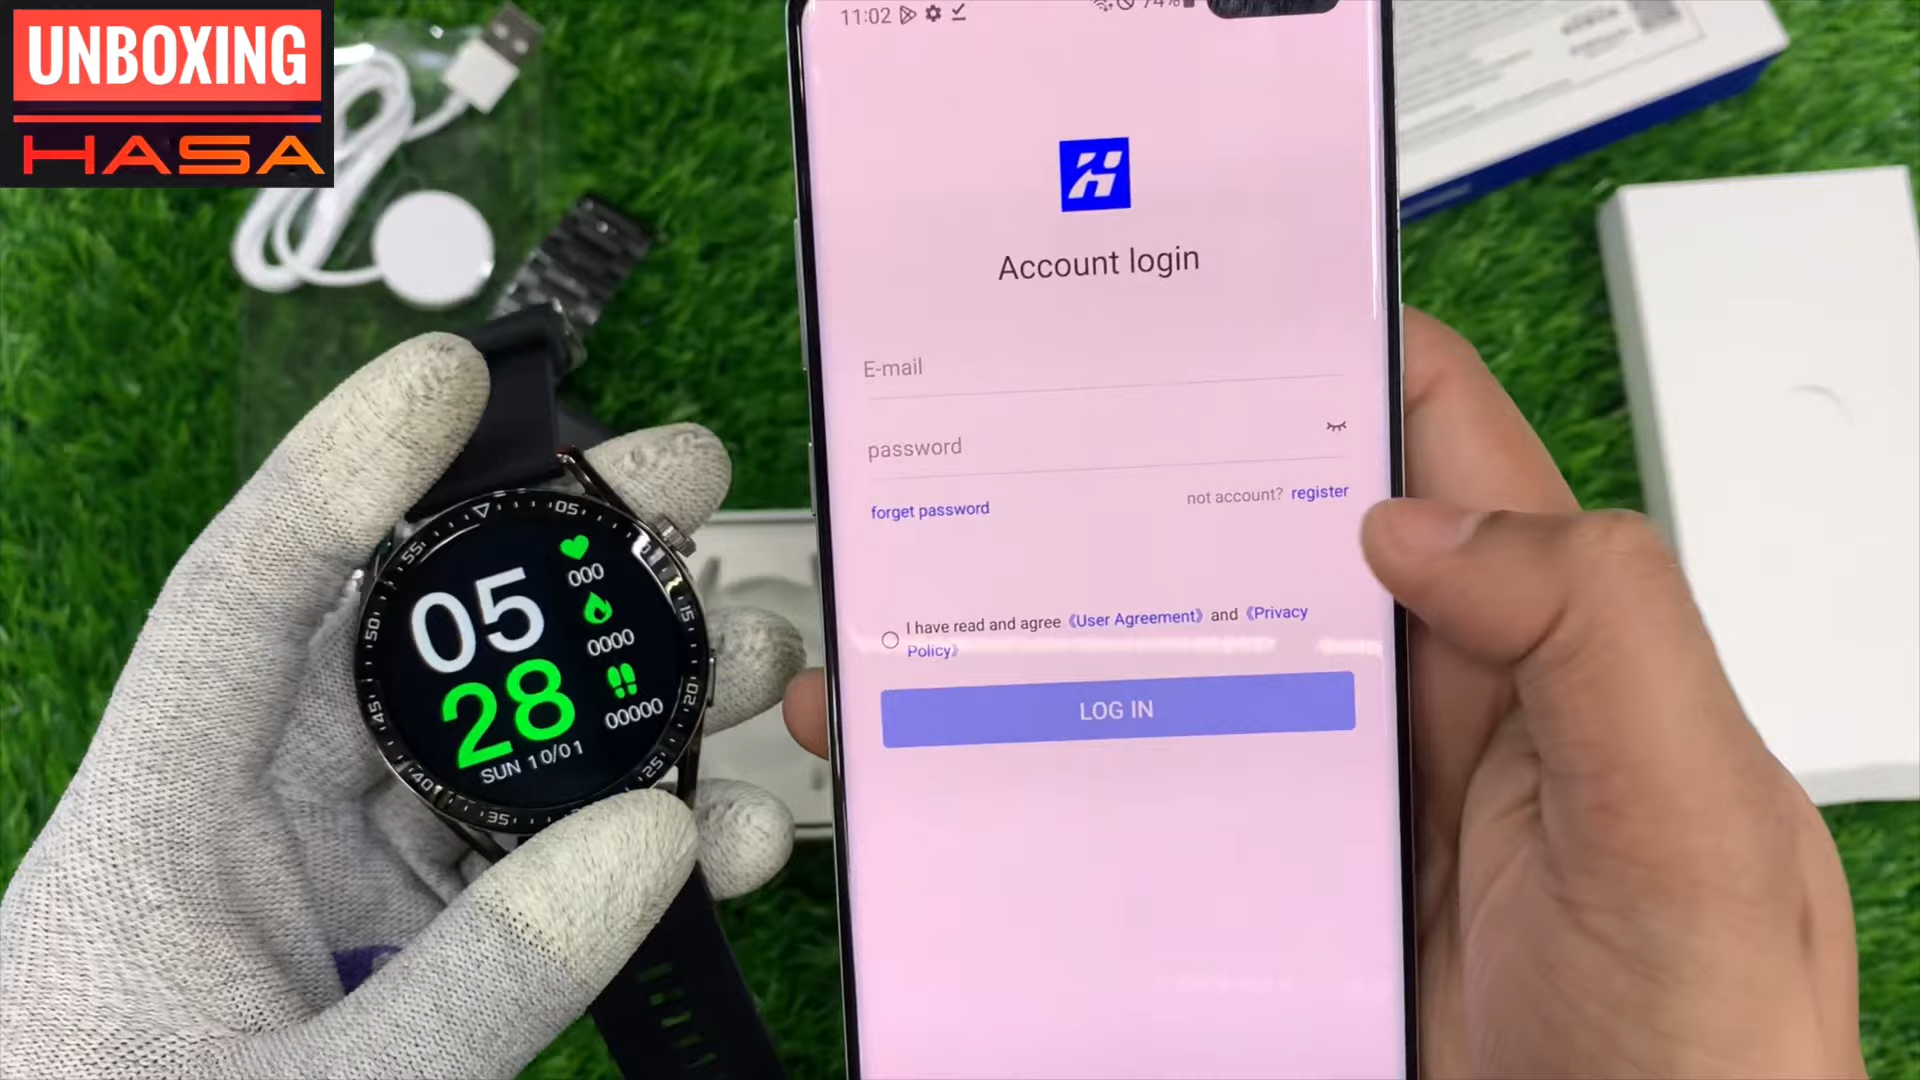 UNBOXING
HASA
11:02
74%
Account login
E-mail
password
forget password
not account? register
I have read and agree 《User Agreement》 and 《Privacy
Policy》
LOG IN
05
28
SUN 10/01
000
0000
00000
05
15
20
25
35
40
45
50
55